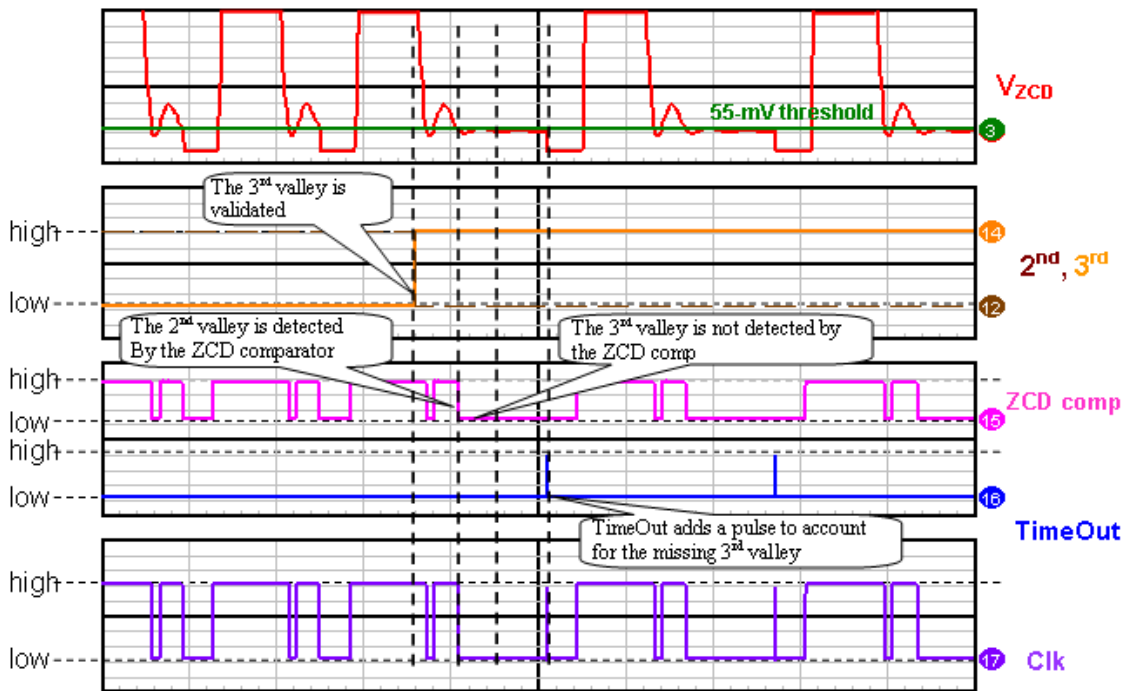 V_ZCD
55-mV threshold
3
The 3rd valley is
validated
high
14
2nd, 3rd
low
12
The 2nd valley is detected
By the ZCD comparator
The 3rd valley is not detected by
the ZCD comp
high
ZCD comp
low
15
high
low
16
TimeOut adds a pulse to account
for the missing 3rd valley
TimeOut
high
low
17
Clk